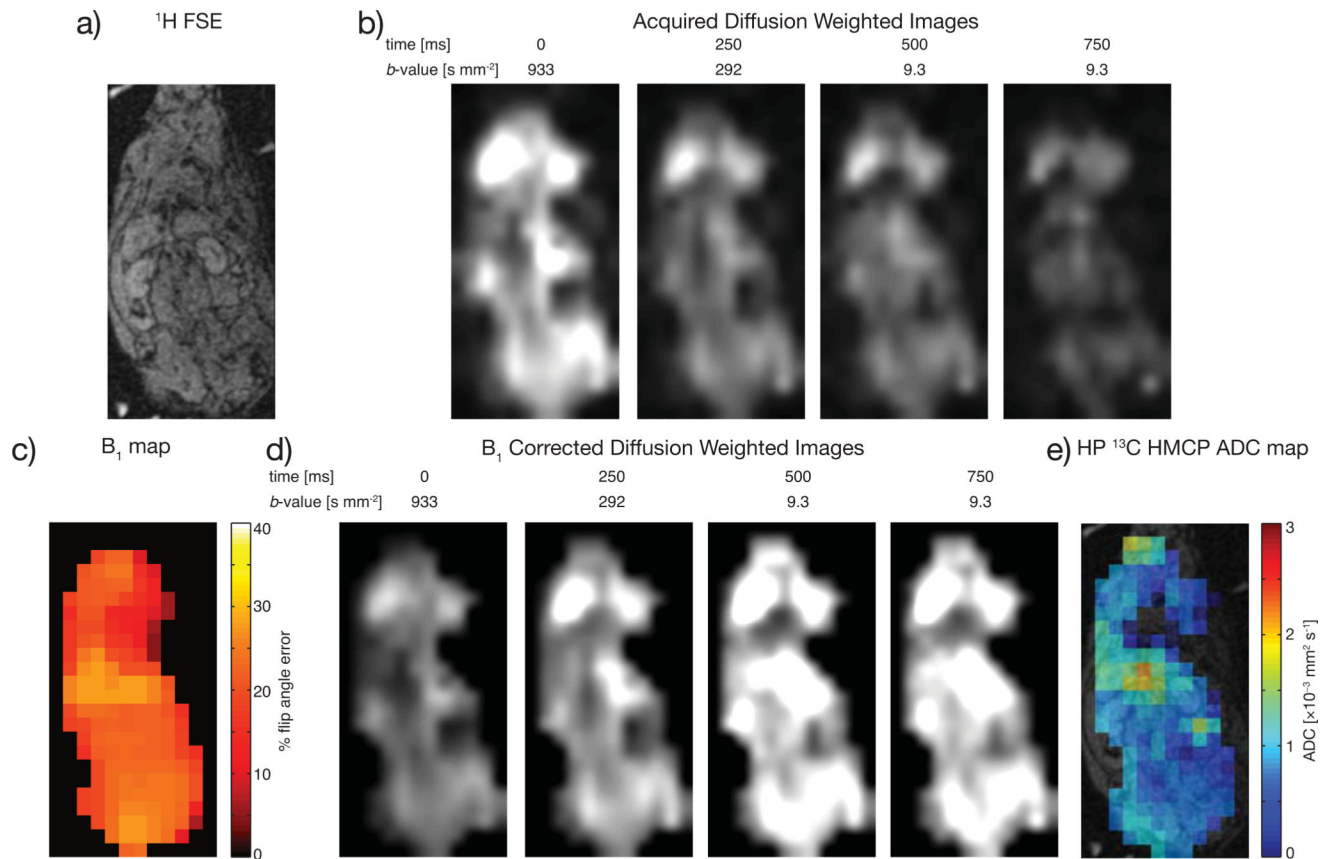 a) ¹H FSE
b) Acquired Diffusion Weighted Images
time [ms] 0 250 500 750
b-value [s mm⁻²] 933 292 9.3 9.3
c) B₁ map
40
30
20
10
0
% flip angle error
d) B₁ Corrected Diffusion Weighted Images
time [ms] 0 250 500 750
b-value [s mm⁻²] 933 292 9.3 9.3
e) HP ¹³C HMCP ADC map
3
2
1
0
ADC [×10⁻³ mm² s⁻¹]